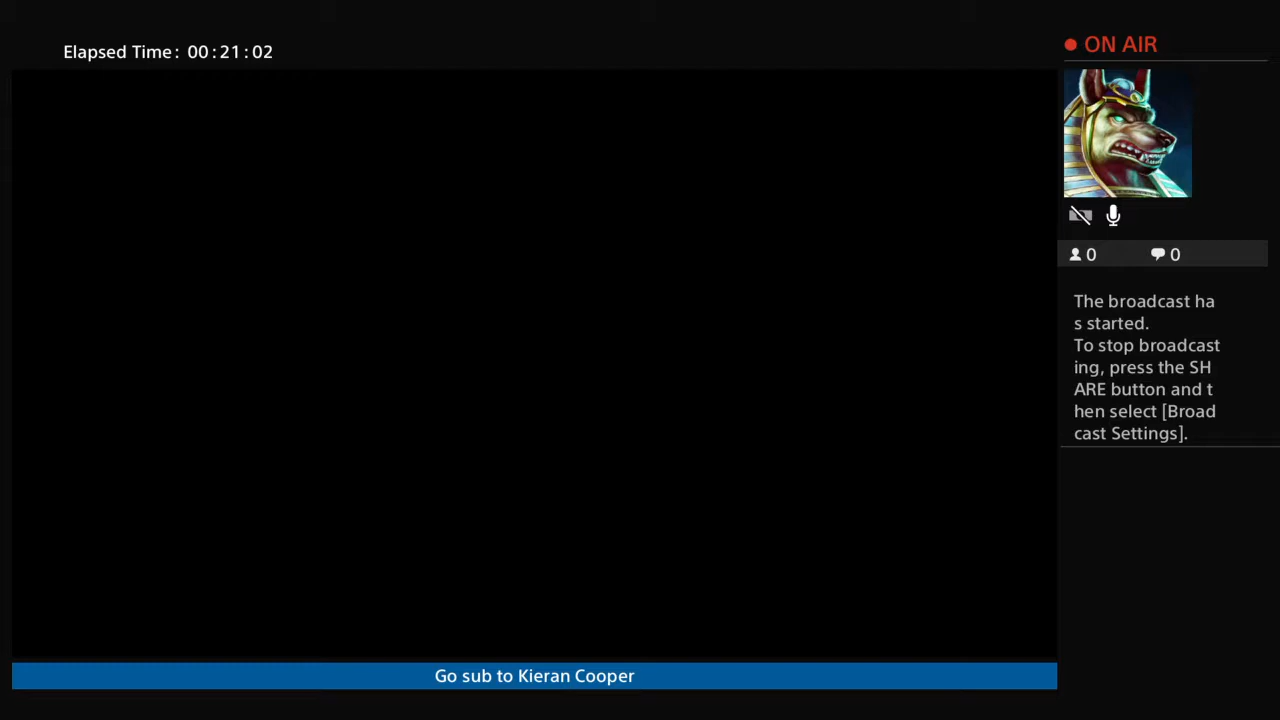 Elapsed Time: 00:21:02
ON AIR
0 0
The broadcast ha
s started.
To stop broadcast
ing, press the SH
ARE button and t
hen select [Broad
cast Settings].
Go sub to Kieran Cooper